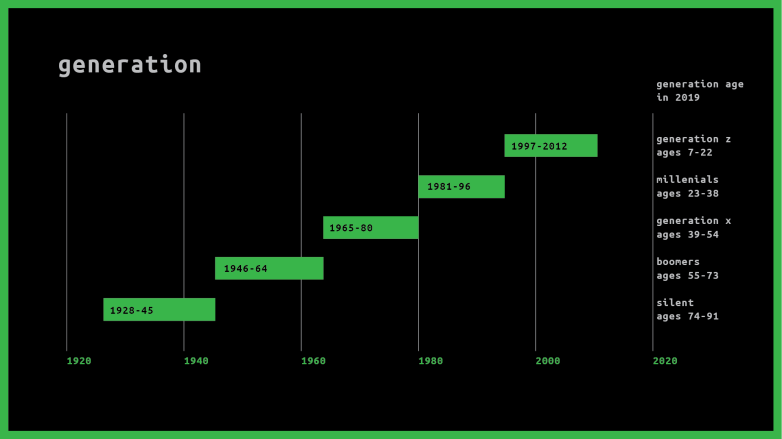 generation
generation age
in 2019
1997-2012
generation z
ages 7-22
1981-96
millenials
ages 23-38
1965-80
generation x
ages 39-54
1946-64
boomers
ages 55-73
1928-45
silent
ages 74-91
1920
1940
1960
1980
2000
2020